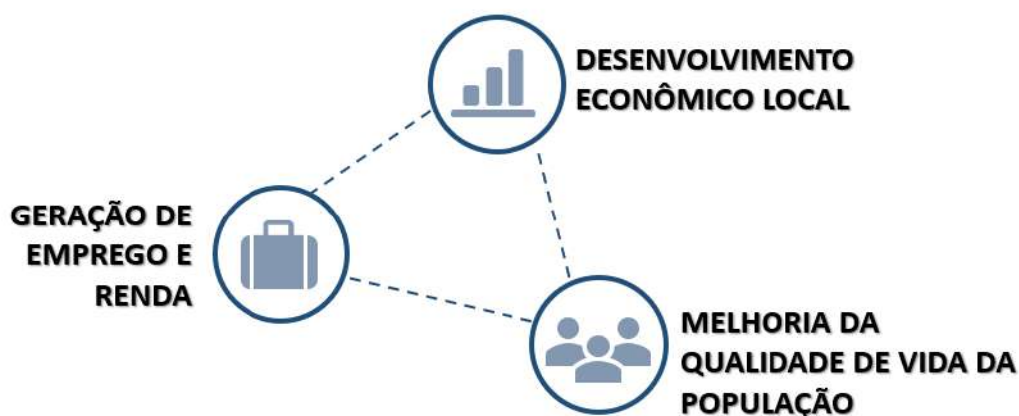 DESENVOLVIMENTO
ECONÔMICO LOCAL
GERAÇÃO DE
EMPREGO E
RENDA
MELHORIA DA
QUALIDADE DE VIDA DA
POPULAÇÃO